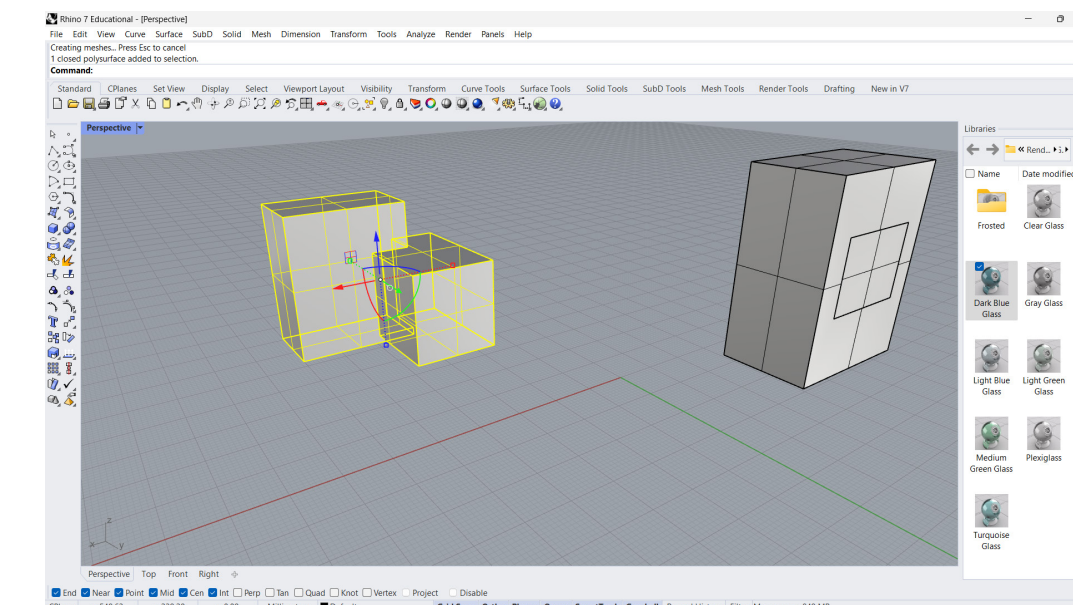 Rhino 7 Educational - [Perspective]
File Edit View Curve Surface SubD Solid Mesh Dimension Transform Tools Analyze Render Panels Help
Creating meshes... Press Esc to cancel
1 closed polysurface added to selection.
Command:
Standard CPlanes Set View Display Select Viewport Layout Visibility Transform Curve Tools Surface Tools Solid Tools SubD Tools Mesh Tools Render Tools Drafting New in V7
Perspective
Libraries
« Rend...
Name Date modified
Frosted Clear Glass
Dark Blue Glass
Gray Glass
Light Blue Glass
Light Green Glass
Medium Green Glass
Plexiglass
Turquoise Glass
z
x y
Perspective Top Front Right
End Near Point Mid Cen Int Perp Tan Quad Knot Vertex Project Disable